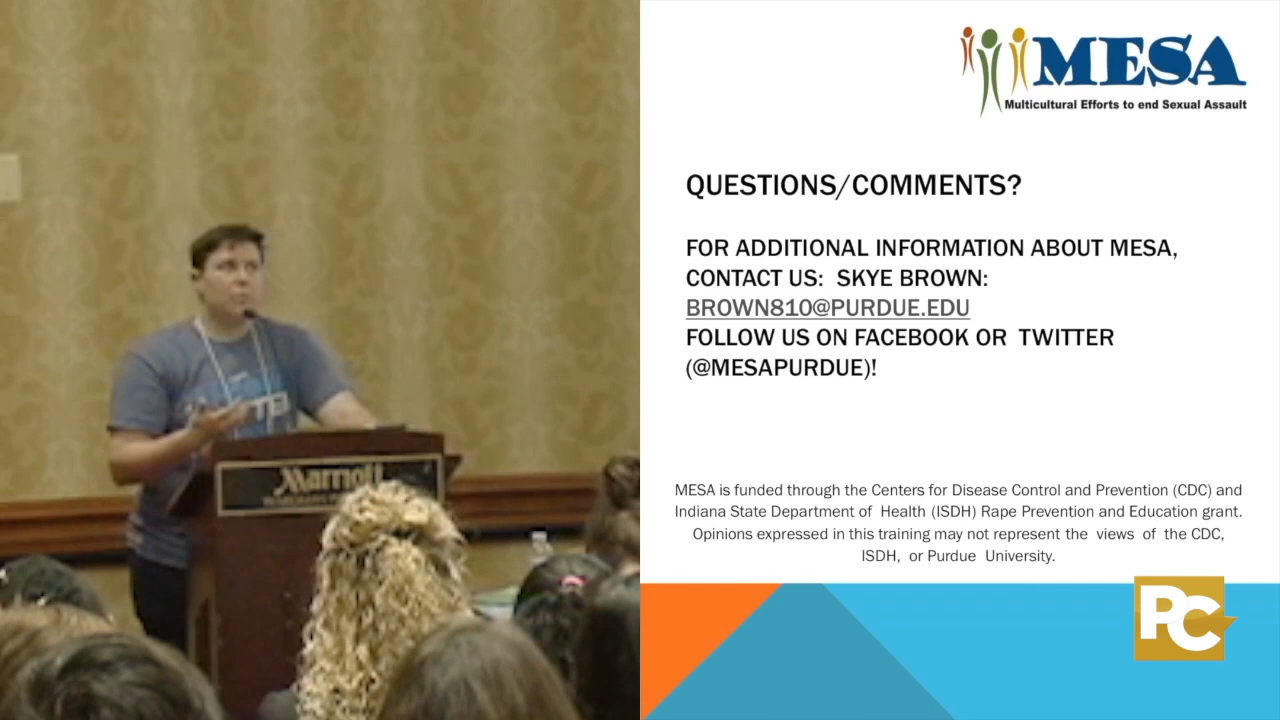 MESA
Multicultural Efforts to end Sexual Assault
QUESTIONS/COMMENTS?
FOR ADDITIONAL INFORMATION ABOUT MESA,
CONTACT US: SKYE BROWN:
BROWN810@PURDUE.EDU
FOLLOW US ON FACEBOOK OR TWITTER
(@MESAPURDUE)!
MESA is funded through the Centers for Disease Control and Prevention (CDC) and
Indiana State Department of Health (ISDH) Rape Prevention and Education grant.
Opinions expressed in this training may not represent the views of the CDC,
ISDH, or Purdue University.
PC
Marriott